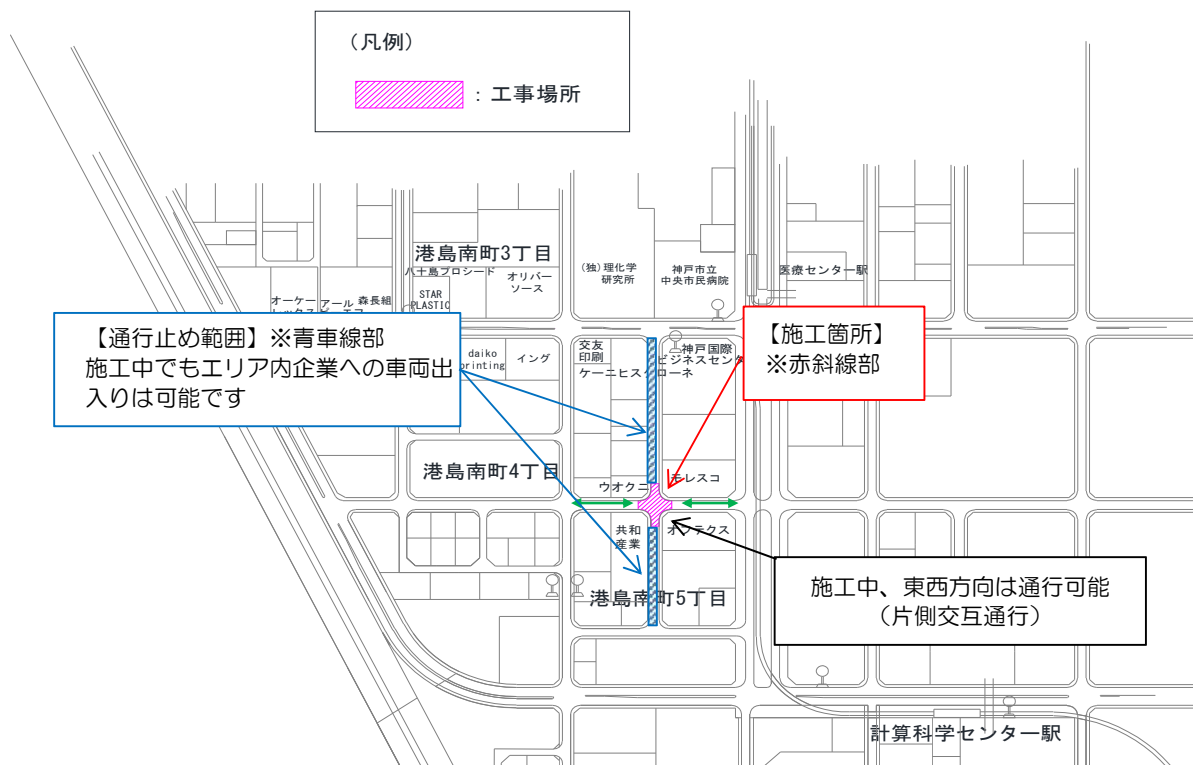 （凡例）
：工事場所
港島南町3丁目
八十島プロシード
オリバー
ソース
(独)理化学
研究所
神戸市立
中央市民病院
医療センター駅
オーケー
アール
森長組
STAR
PLASTIC
【通行止め範囲】※青車線部
施工中でもエリア内企業への車両出
入りは可能です
daiko
printing
イング
交友
印刷
ケーニヒスクローネ
神戸国際
ビジネスセンター
【施工箇所】
※赤斜線部
港島南町4丁目
ウオクニ
モレスコ
共和
産業
オンテクス
港島南町5丁目
施工中、東西方向は通行可能
（片側交互通行）
計算科学センター駅